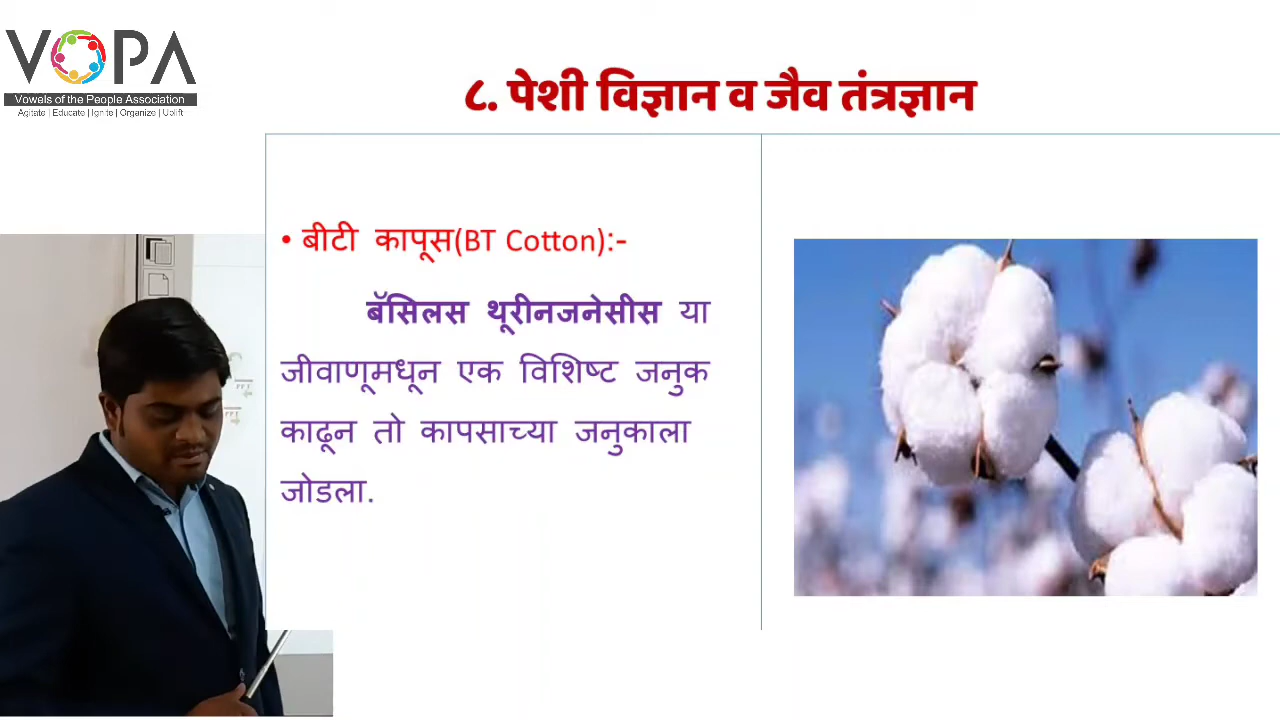 VOPA
Vowels of the People Association
Agitate | Educate | Ignite | Organize | Uplift
८. पेशी विज्ञान व जैव तंत्रज्ञान
• बीटी कापूस(BT Cotton):-
बॅसिलस थूरीनजनेसीस या
जीवाणूमधून एक विशिष्ट जनुक
काढून तो कापसाच्या जनुकाला
जोडला.